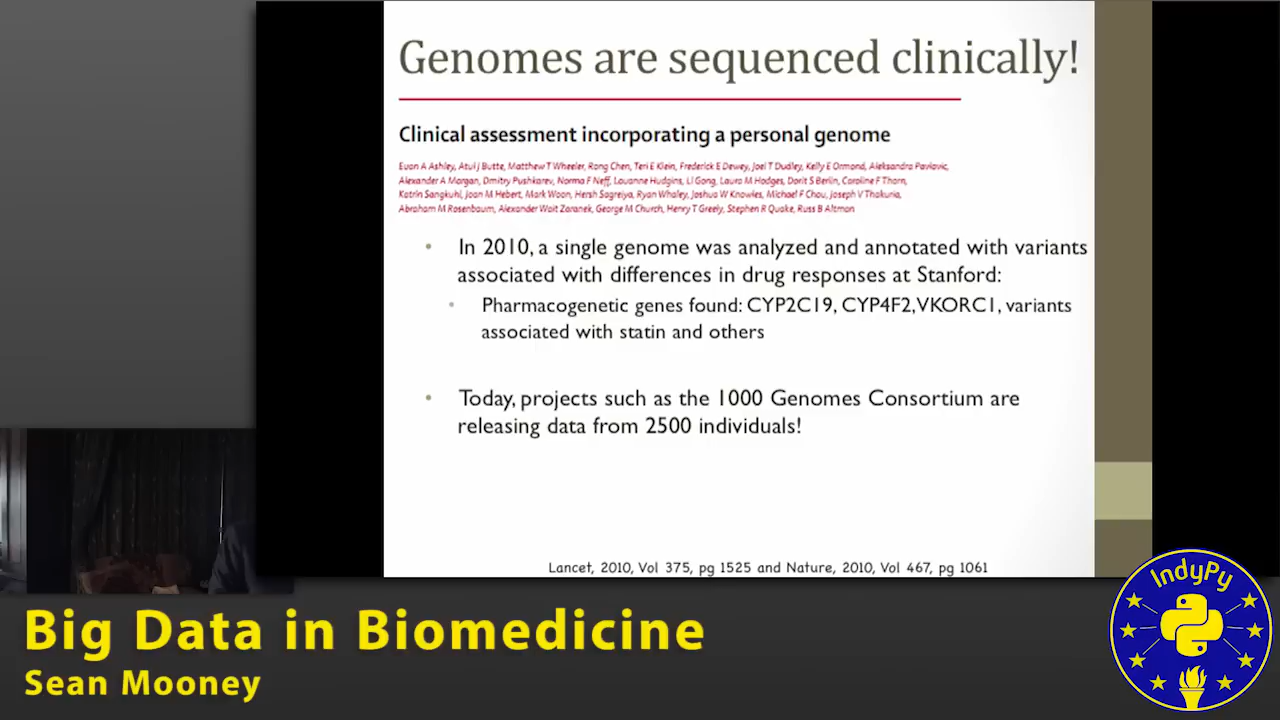 Genomes are sequenced clinically!
Clinical assessment incorporating a personal genome
Euan A Ashley, Atul J Butte, Matthew T Wheeler, Rong Chen, Teri E Klein, Frederick E Dewey, Joel T Dudley, Kelly E Ormond, Aleksandra Pavlovic,
Alexander A Morgan, Dmitry Pushkarev, Norma F Neff, Louanne Hudgins, Li Gong, Laura M Hodges, Dorit S Berlin, Caroline F Thorn,
Katrin Sangkuhl, Joan M Hebert, Mark Woon, Hersh Sagreiya, Ryan Whaley, Joshua W Knowles, Michael F Chou, Joseph V Thakuria,
Abraham M Rosenbaum, Alexander Wait Zaranek, George M Church, Henry T Greely, Stephen R Quake, Russ B Altman
• In 2010, a single genome was analyzed and annotated with variants
associated with differences in drug responses at Stanford:
• Pharmacogenetic genes found: CYP2C19, CYP4F2, VKORC1, variants
associated with statin and others
• Today, projects such as the 1000 Genomes Consortium are
releasing data from 2500 individuals!
Lancet, 2010, Vol 375, pg 1525 and Nature, 2010, Vol 467, pg 1061
IndyPy
Big Data in Biomedicine
Sean Mooney